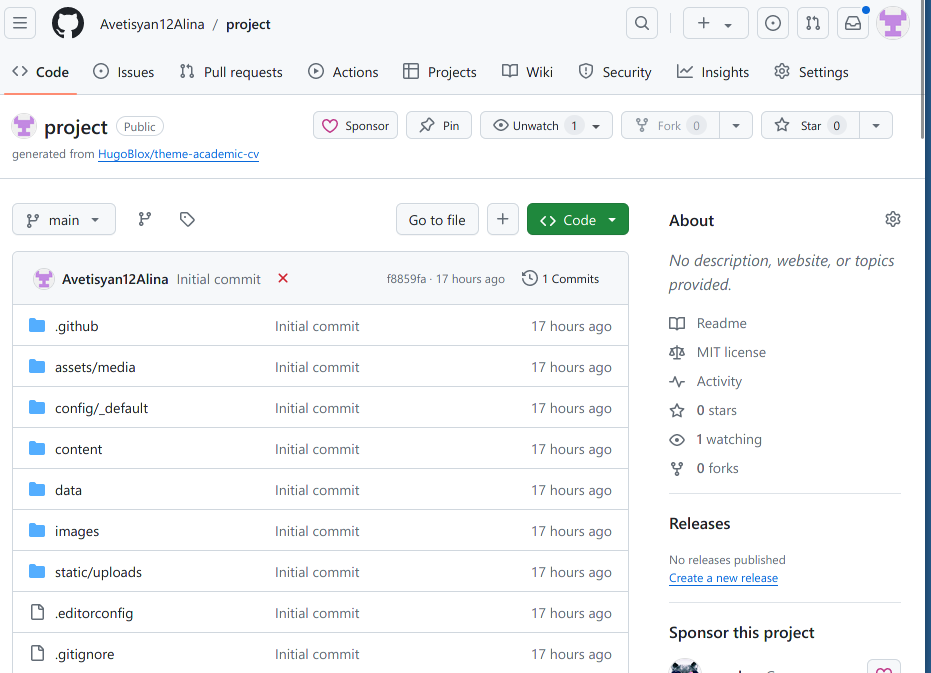 Avetisyan12Alina / project
Code Issues Pull requests Actions Projects Wiki Security Insights Settings
project Public Sponsor Pin Unwatch 1 Fork 0 Star 0
generated from HugoBlox/theme-academic-cv
main Go to file Code
Avetisyan12Alina Initial commit f8859fa · 17 hours ago 1 Commits
.github Initial commit 17 hours ago
assets/media Initial commit 17 hours ago
config/_default Initial commit 17 hours ago
content Initial commit 17 hours ago
data Initial commit 17 hours ago
images Initial commit 17 hours ago
static/uploads Initial commit 17 hours ago
.editorconfig Initial commit 17 hours ago
.gitignore Initial commit 17 hours ago
About
No description, website, or topics
provided.
Readme
MIT license
Activity
0 stars
1 watching
0 forks
Releases
No releases published
Create a new release
Sponsor this project